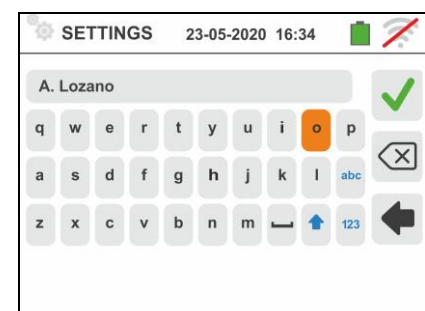 SETTINGS 23-05-2020 16:34
A. Lozano
q w e r t y u i o p
a s d f g h j k l abc
z x c v b n m 123